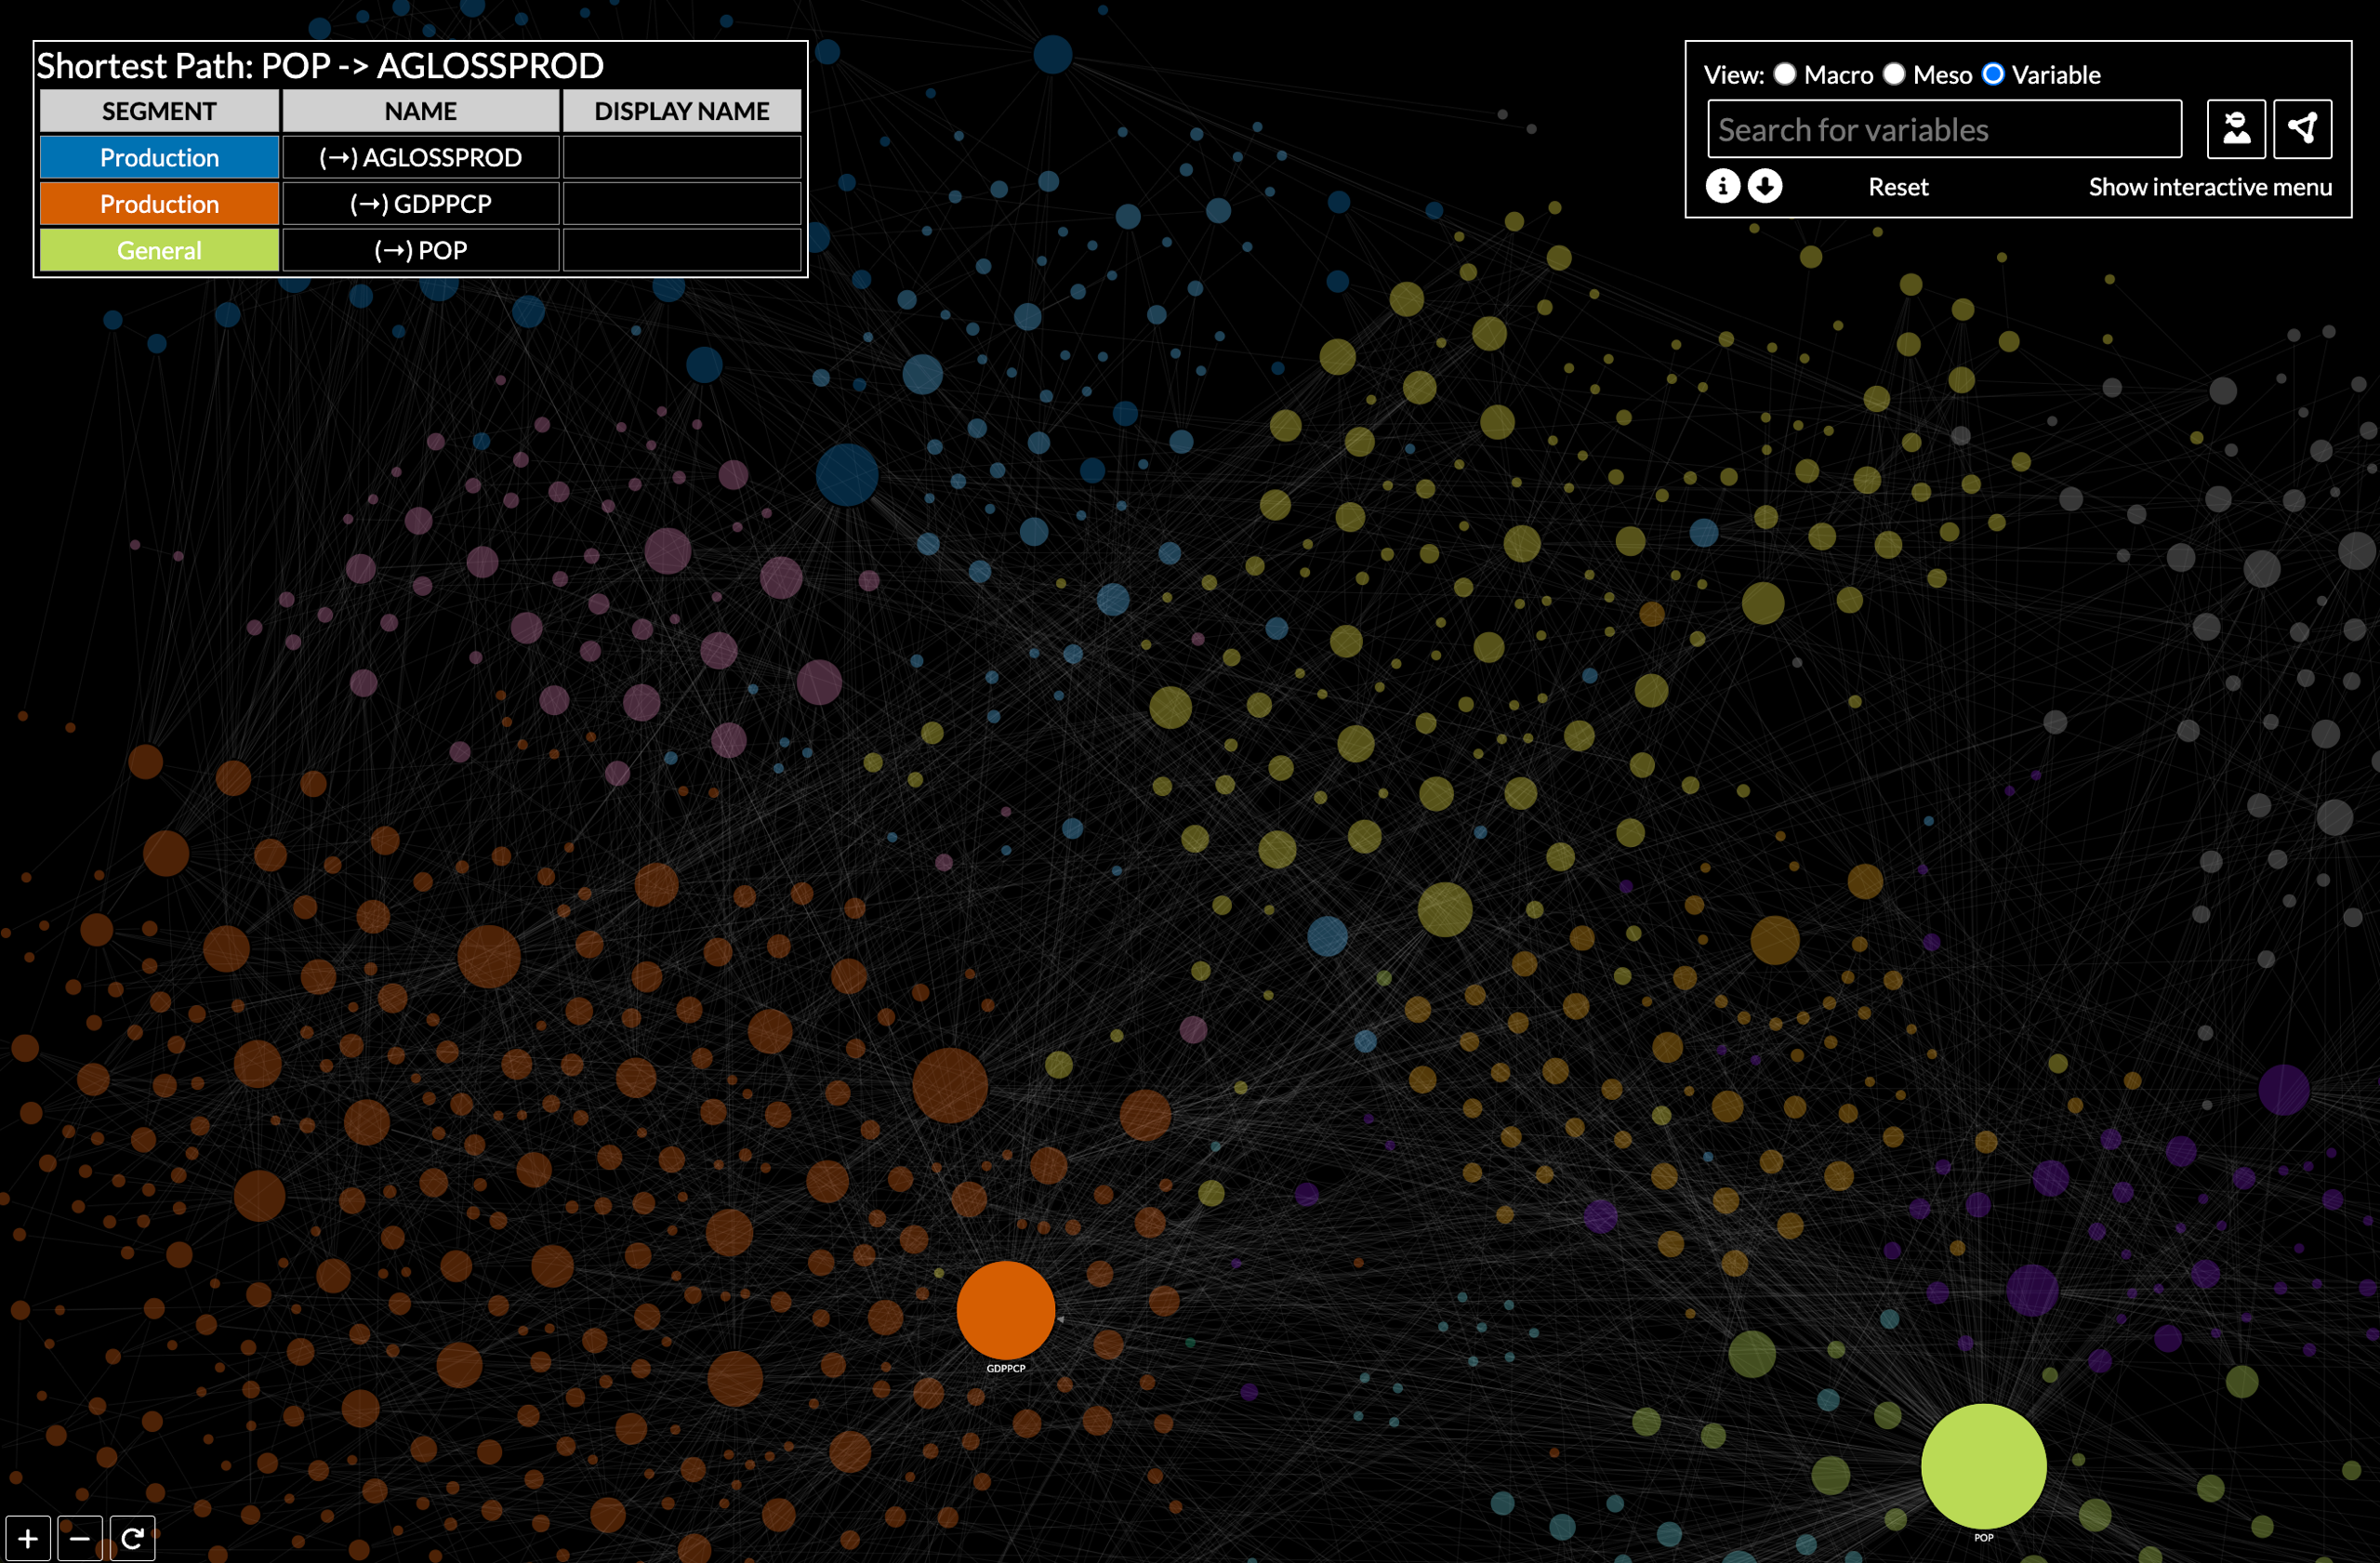 Shortest Path: POP -> AGLOSSPROD
SEGMENT NAME DISPLAY NAME
Production (→) AGLOSSPROD
Production (→) GDPPCP
General (→) POP
View: Macro Meso Variable
Search for variables
Reset Show interactive menu
GDPPCP
POP